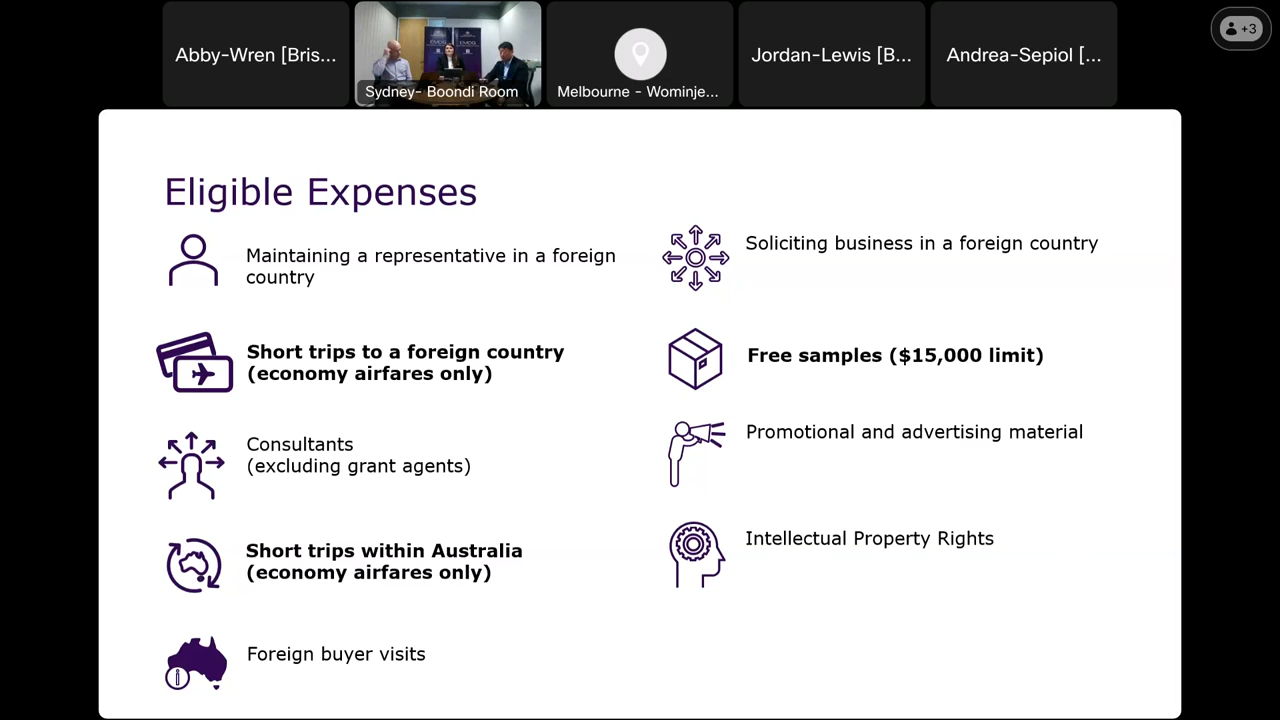 Abby-Wren [Bris...
Sydney- Boondi Room
Melbourne - Wominje...
Jordan-Lewis [B...
Andrea-Sepiol [...
+3
Eligible Expenses
Maintaining a representative in a foreign
country
Short trips to a foreign country
(economy airfares only)
Consultants
(excluding grant agents)
Short trips within Australia
(economy airfares only)
Foreign buyer visits
Soliciting business in a foreign country
Free samples ($15,000 limit)
Promotional and advertising material
Intellectual Property Rights